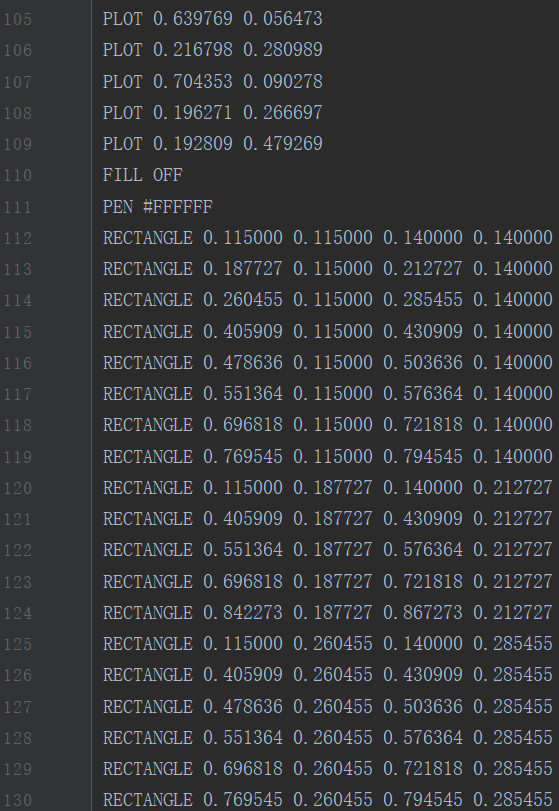 105 PLOT 0.639769 0.056473
106 PLOT 0.216798 0.280989
107 PLOT 0.704353 0.090278
108 PLOT 0.196271 0.266697
109 PLOT 0.192809 0.479269
110 FILL OFF
111 PEN #FFFFFF
112 RECTANGLE 0.115000 0.115000 0.140000 0.140000
113 RECTANGLE 0.187727 0.115000 0.212727 0.140000
114 RECTANGLE 0.260455 0.115000 0.285455 0.140000
115 RECTANGLE 0.405909 0.115000 0.430909 0.140000
116 RECTANGLE 0.478636 0.115000 0.503636 0.140000
117 RECTANGLE 0.551364 0.115000 0.576364 0.140000
118 RECTANGLE 0.696818 0.115000 0.721818 0.140000
119 RECTANGLE 0.769545 0.115000 0.794545 0.140000
120 RECTANGLE 0.115000 0.187727 0.140000 0.212727
121 RECTANGLE 0.405909 0.187727 0.430909 0.212727
122 RECTANGLE 0.551364 0.187727 0.576364 0.212727
123 RECTANGLE 0.696818 0.187727 0.721818 0.212727
124 RECTANGLE 0.842273 0.187727 0.867273 0.212727
125 RECTANGLE 0.115000 0.260455 0.140000 0.285455
126 RECTANGLE 0.405909 0.260455 0.430909 0.285455
127 RECTANGLE 0.478636 0.260455 0.503636 0.285455
128 RECTANGLE 0.551364 0.260455 0.576364 0.285455
129 RECTANGLE 0.696818 0.260455 0.721818 0.285455
130 RECTANGLE 0.769545 0.260455 0.794545 0.285455